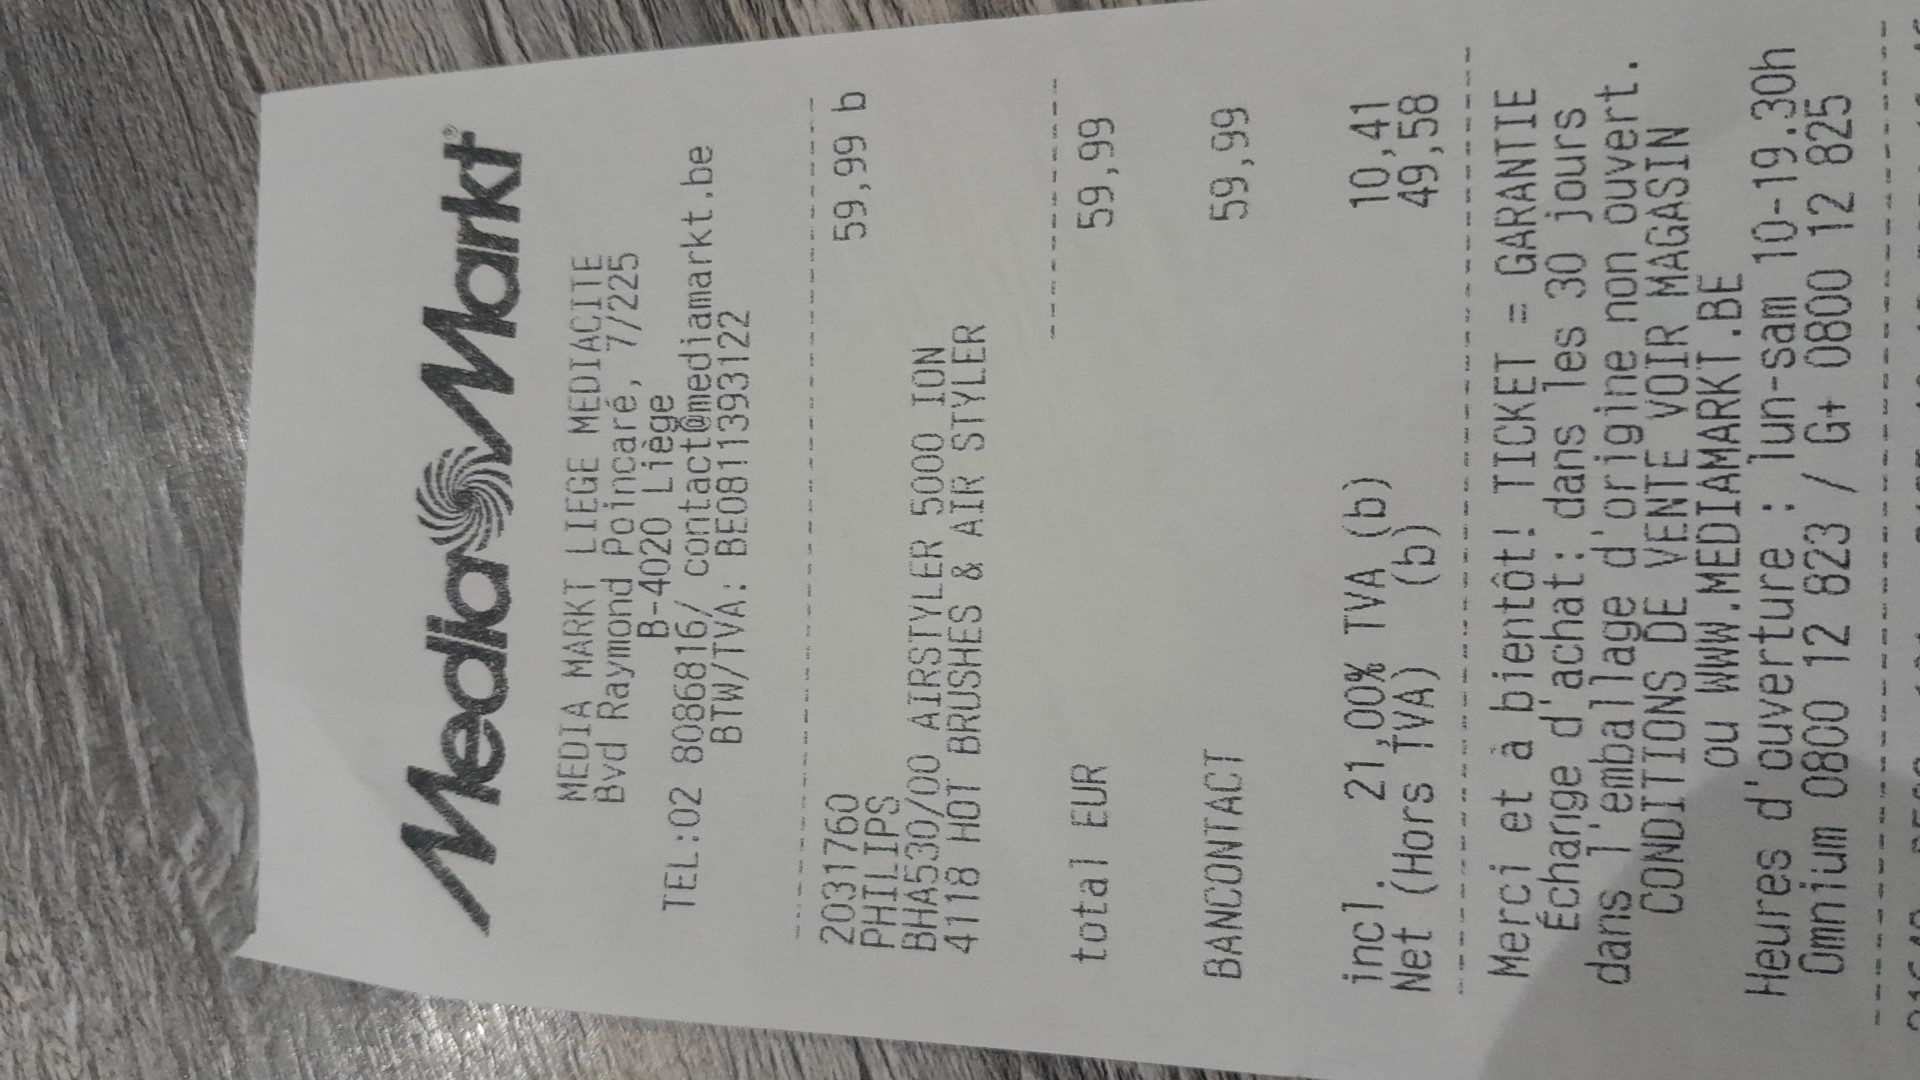 Media Markt®
MEDIA MARKT LIEGE MEDIACITE
Bvd Raymond Poincaré, 7/225
B-4020 Liège
TEL:02 8086816/ contact@mediamarkt.be
BTW/TVA: BE0811393122
20317760 59,99 b
PHILIPS
BHA530/00 AIRSTYLER 5000 ION
4118 HOT BRUSHES & AIR STYLER
total EUR 59,99
BANCONTACT 59,99
incl. 21,00% TVA (b) 10,41
Net (Hors TVA) (b) 49,58
Merci et à bientôt! TICKET = GARANTIE
Échange d'achat: dans les 30 jours
dans l'emballage d'origine non ouvert.
CONDITIONS DE VENTE VOIR MAGASIN
ou WWW.MEDIAMARKT.BE
Heures d'ouverture : lun-sam 10-19.30h
Omnium 0800 12 823 / G+ 0800 12 825